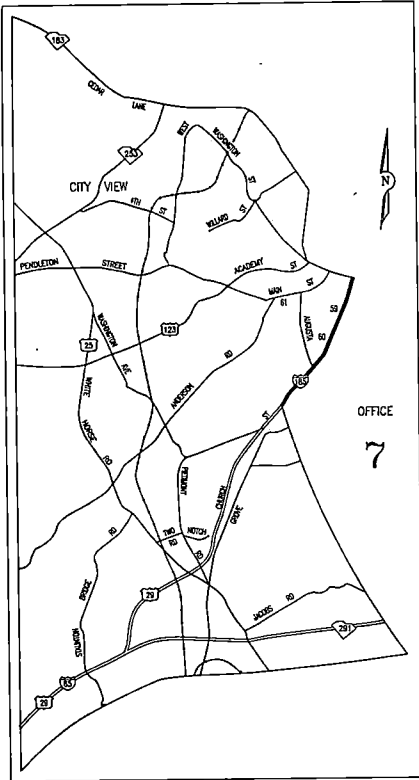 183
CEDAR LANE
253
WEST WASHINGTON ST
CITY VIEW
4TH ST
WILLARD ST
N
PENDLETON STREET
ACADEMY ST
MAIN ST
61
AUGUSTA
59
60
WASHINGTON AVE
123
25
WHITE HORSE RD
ANDERSON RD
185
OFFICE
7
CHURCH ST
PIEDMONT
GROVE RD
TWO NOTCH RD
BRIDGE RD
STAUNTON
29
JACOBS RD
291
85
29